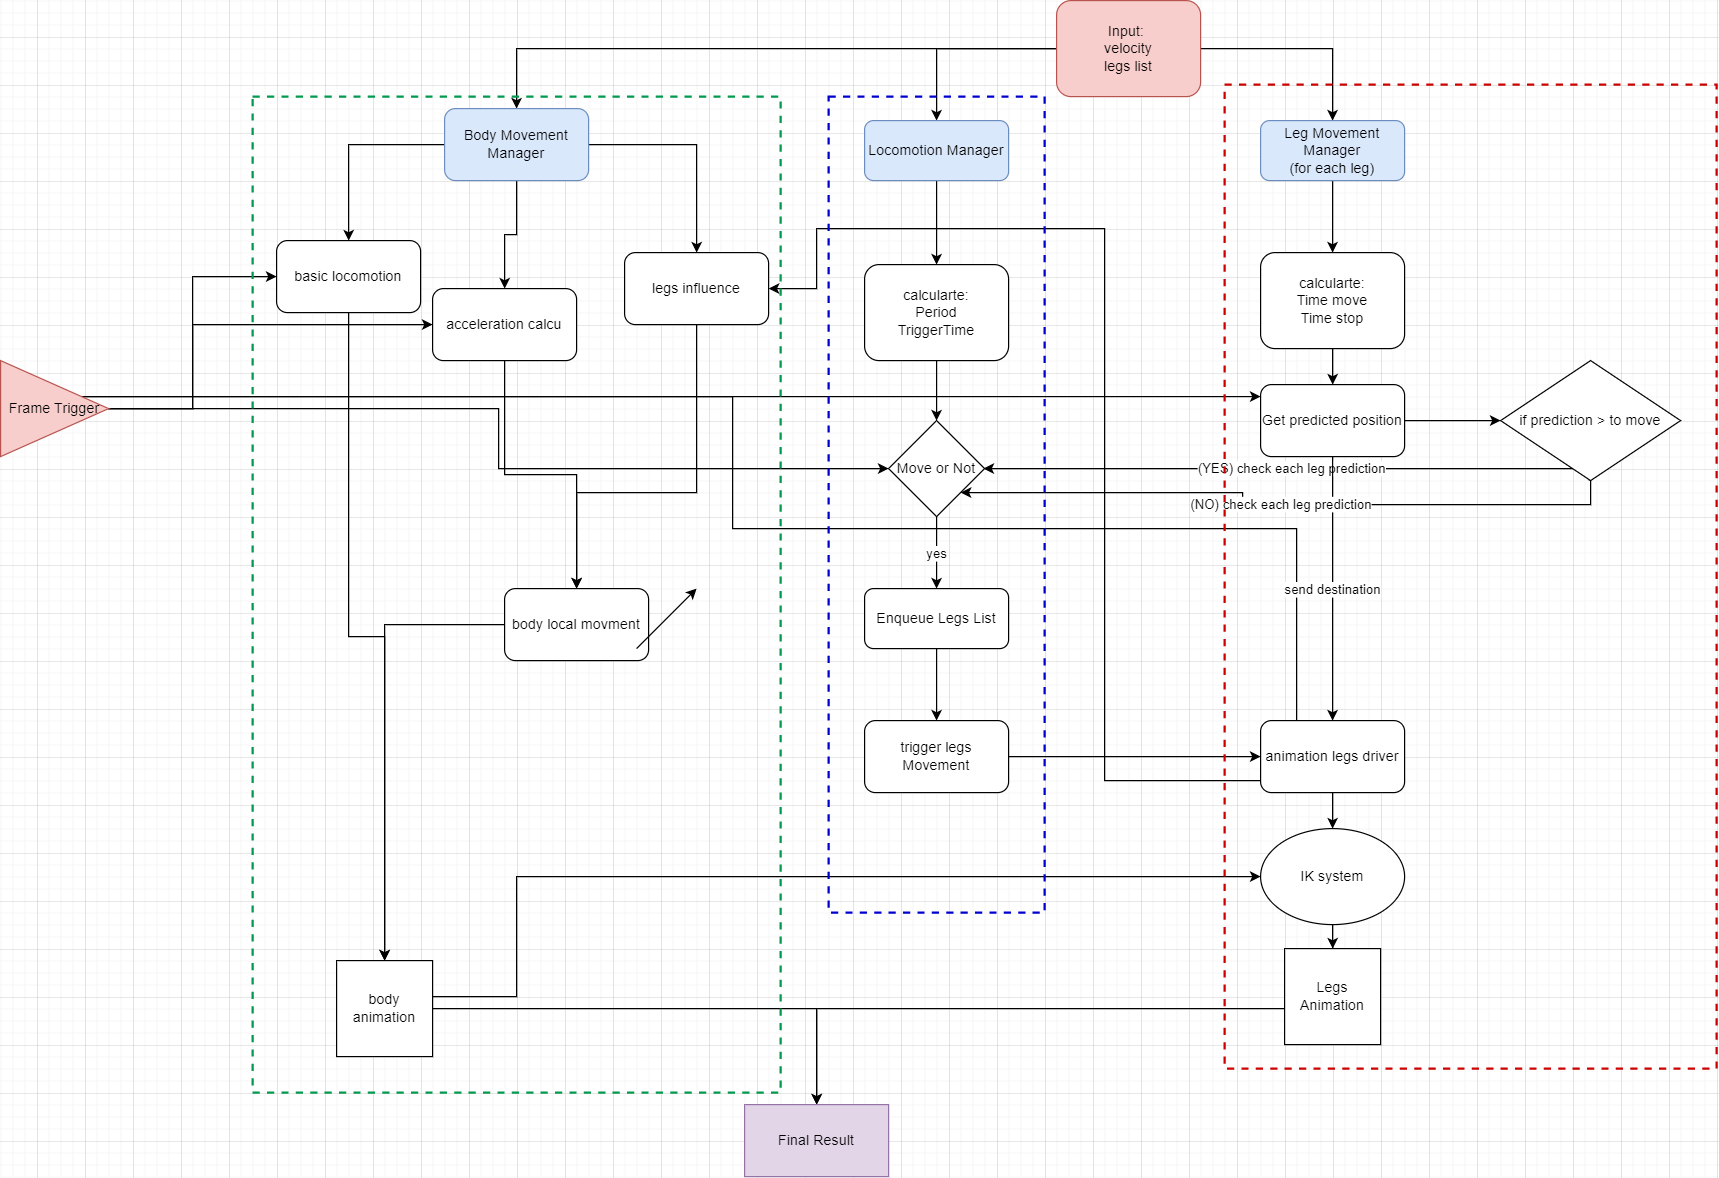 Input:
velocity
legs list
Body Movement
Manager
Locomotion Manager
Leg Movement
Manager
(for each leg)
basic locomotion
acceleration calcu
legs influence
calcularte:
Period
TriggerTime
calcularte:
Time move
Time stop
Frame Trigger
Get predicted position
if prediction > to move
Move or Not
(YES) check each leg prediction
(NO) check each leg prediction
yes
send destination
body local movment
Enqueue Legs List
trigger legs
Movement
animation legs driver
IK system
body
animation
Legs
Animation
Final Result